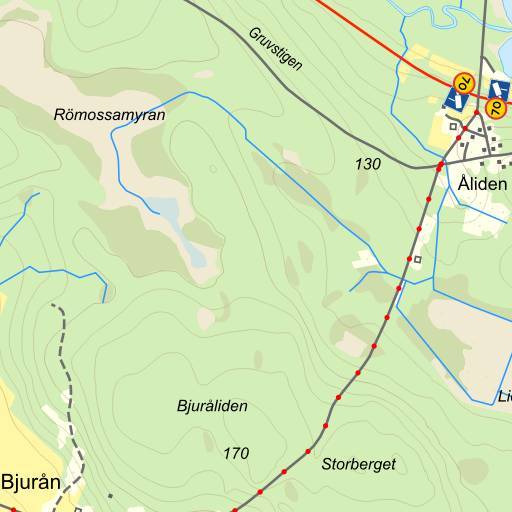 Gruvstigen
70
70
Römossamyran
130
Åliden
Bjuråliden
170
Storberget
Bjurån